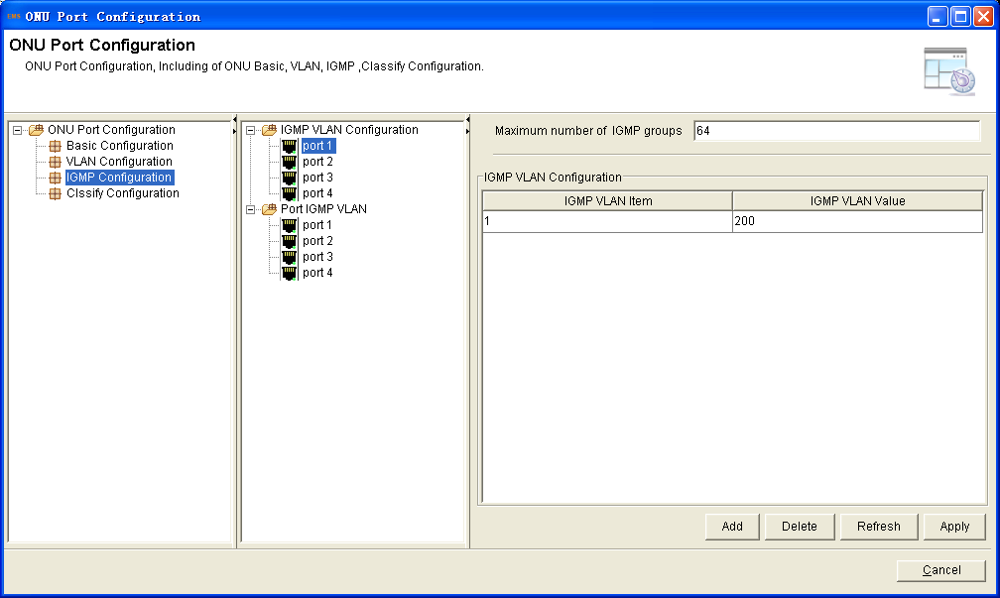 EMS ONU Port Configuration
ONU Port Configuration
ONU Port Configuration, Including of ONU Basic, VLAN, IGMP ,Classify Configuration.
ONU Port Configuration
Basic Configuration
VLAN Configuration
IGMP Configuration
Clssify Configuration
IGMP VLAN Configuration
port 1
port 2
port 3
port 4
Port IGMP VLAN
port 1
port 2
port 3
port 4
Maximum number of IGMP groups 64
IGMP VLAN Configuration
IGMP VLAN Item IGMP VLAN Value
1 200
Add Delete Refresh Apply
Cancel